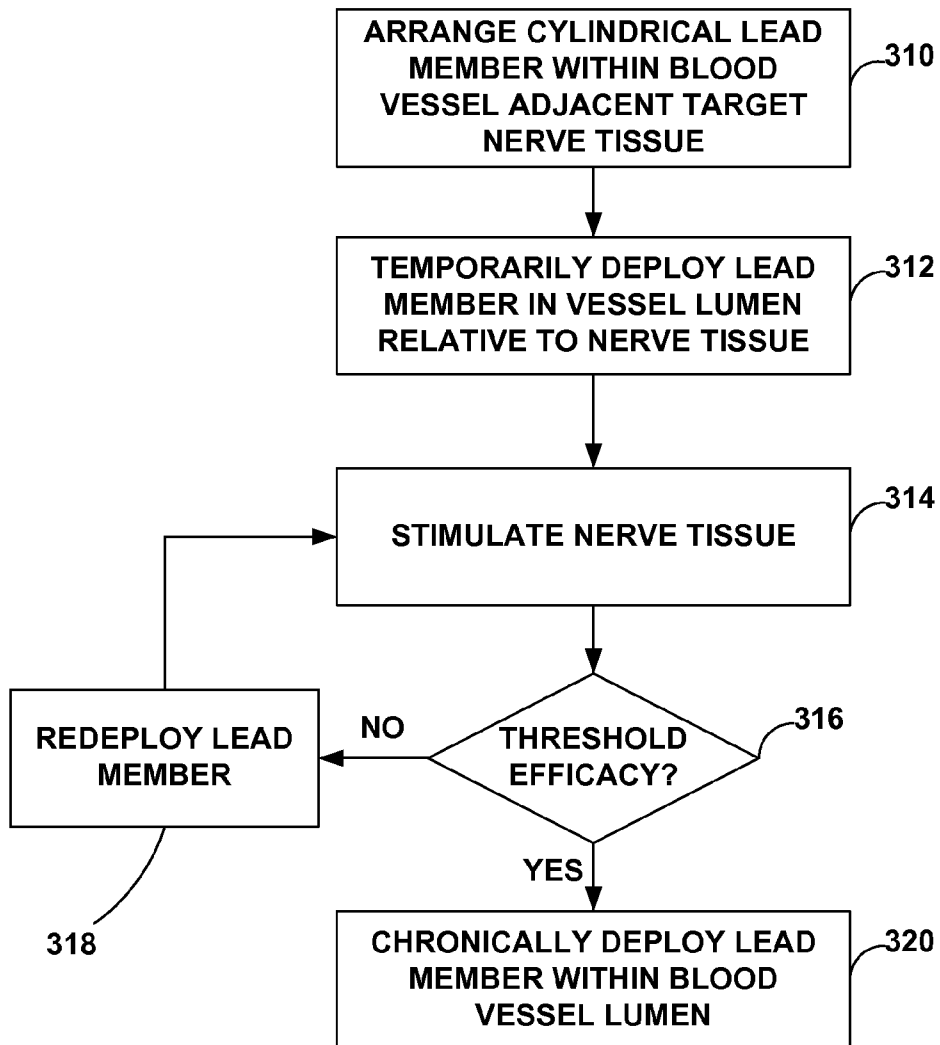 ARRANGE CYLINDRICAL LEAD
MEMBER WITHIN BLOOD
VESSEL ADJACENT TARGET
NERVE TISSUE
310
TEMPORARILY DEPLOY LEAD
MEMBER IN VESSEL LUMEN
RELATIVE TO NERVE TISSUE
312
STIMULATE NERVE TISSUE
314
THRESHOLD
EFFICACY?
316
NO
REDEPLOY LEAD
MEMBER
318
YES
CHRONICALLY DEPLOY LEAD
MEMBER WITHIN BLOOD
VESSEL LUMEN
320